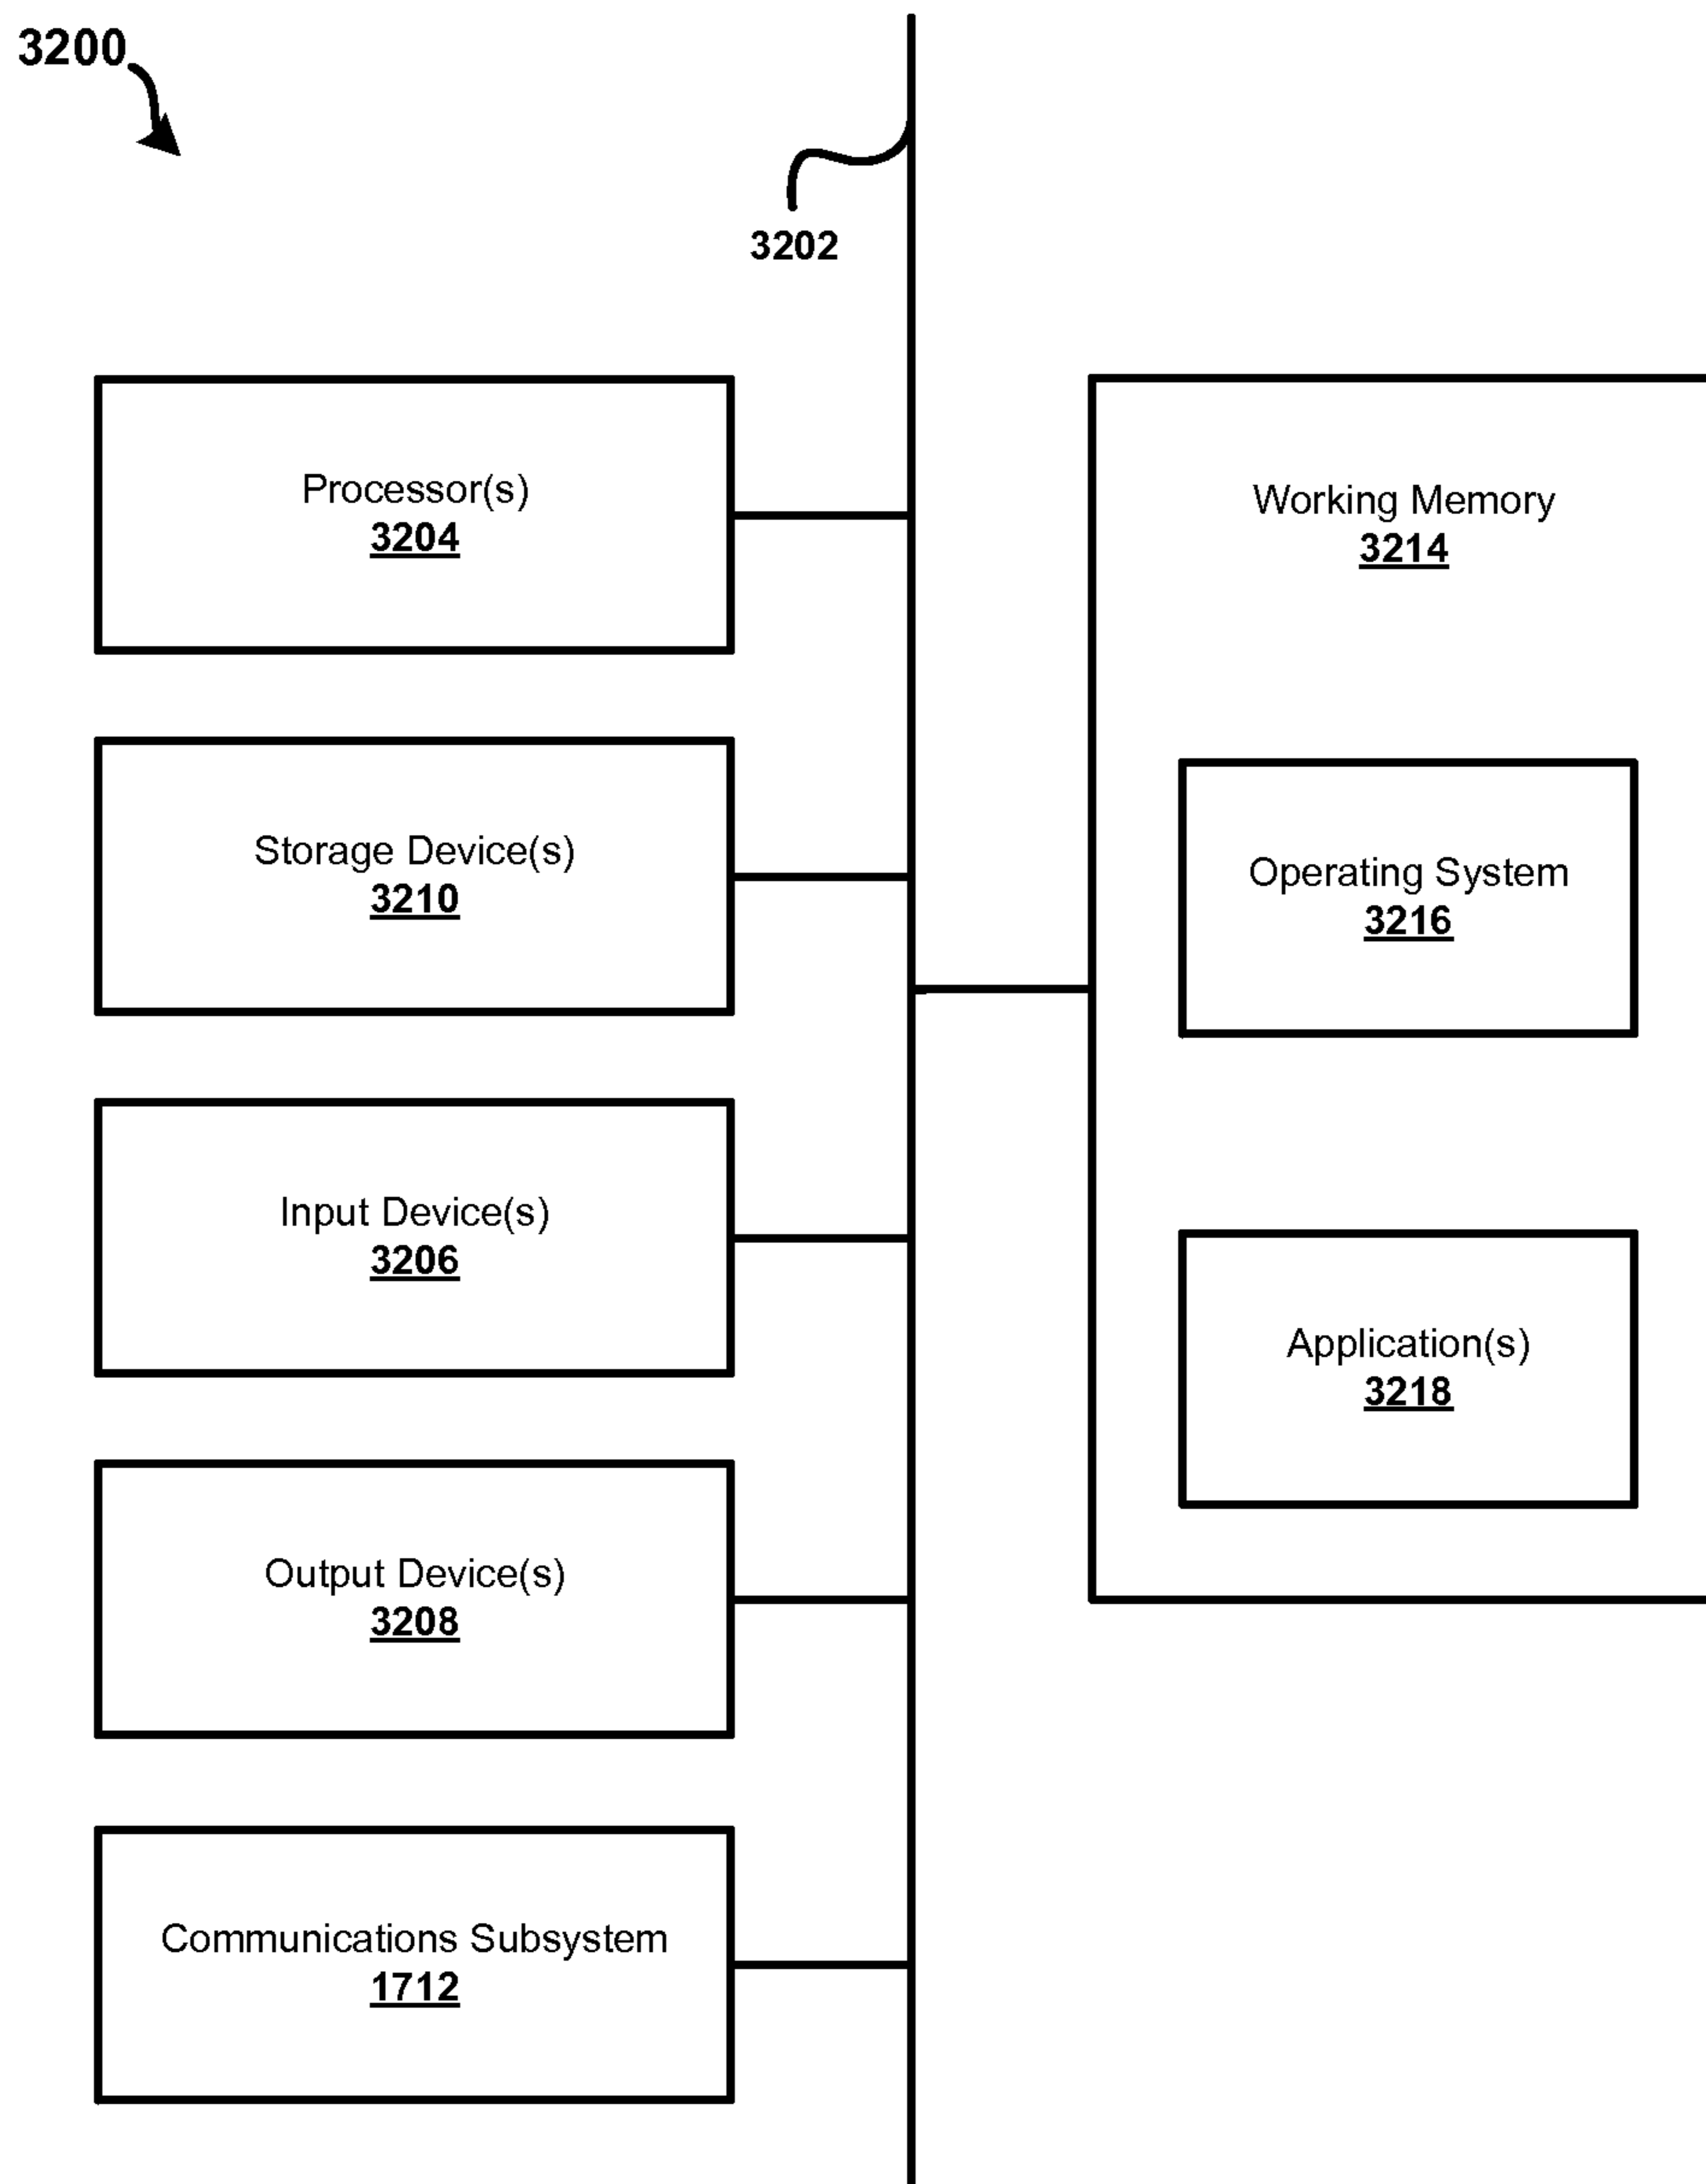 3200
3202
Processor(s)
3204
Storage Device(s)
3210
Input Device(s)
3206
Output Device(s)
3208
Communications Subsystem
1712
Working Memory
3214
Operating System
3216
Application(s)
3218